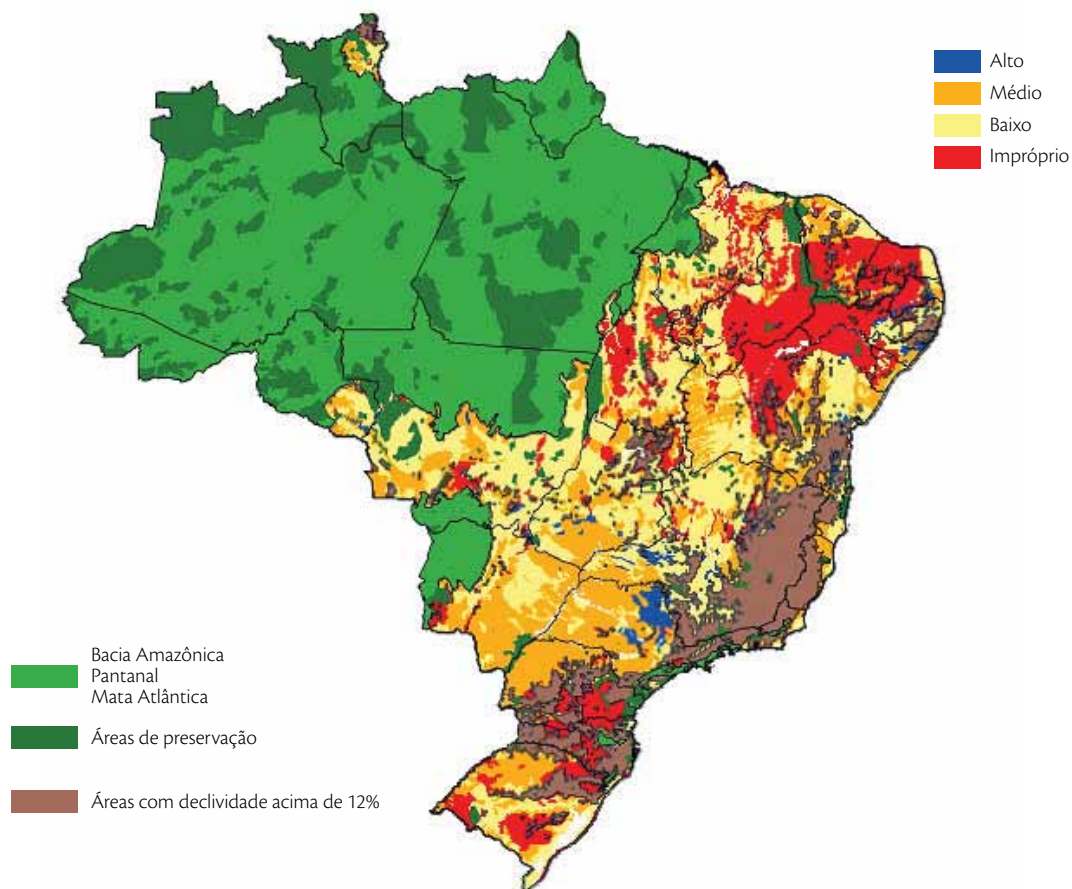 Alto
Médio
Baixo
Impróprio
Bacia Amazônica
Pantanal
Mata Atlântica
Áreas de preservação
Áreas com declividade acima de 12%